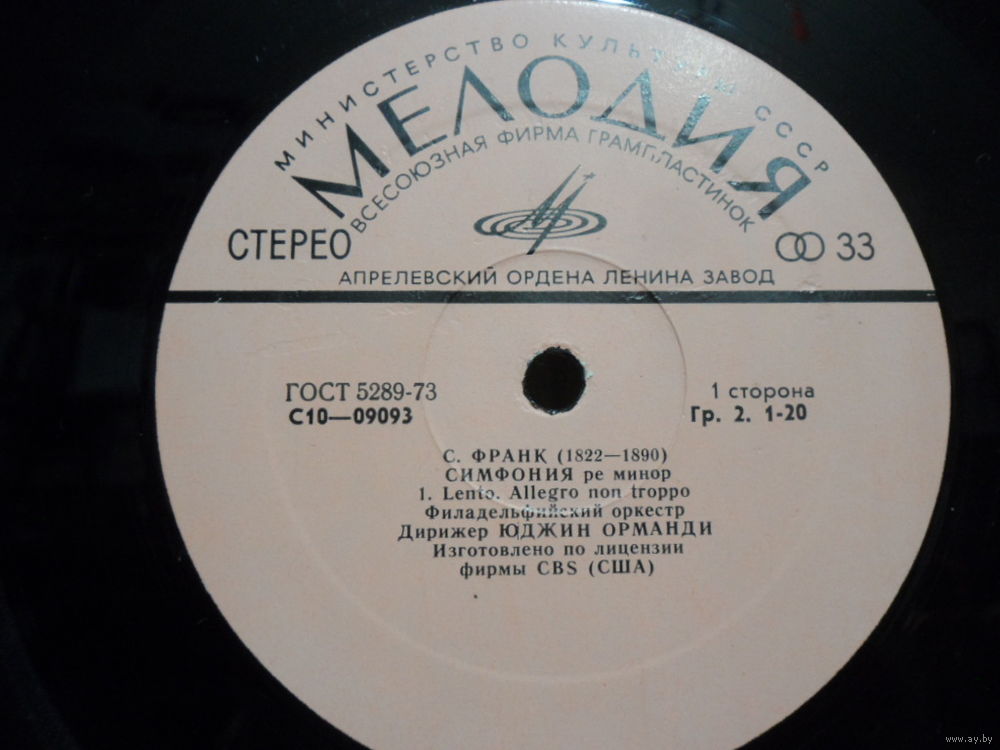 МИНИСТЕРСТВО КУЛЬТУРЫ СССР
МЕЛОДИЯ
ВСЕСОЮЗНАЯ ФИРМА ГРАМПЛАСТИНОК
СТЕРЕО
33
АПРЕЛЕВСКИЙ ОРДЕНА ЛЕНИНА ЗАВОД
ГОСТ 5289-73
1 сторона
С10—09093
Гр. 2. 1-20
С. ФРАНК (1822—1890)
СИМФОНИЯ ре минор
1. Lento. Allegro non troppo
Филадельфийский оркестр
Дирижер ЮДЖИН ОРМАНДИ
Изготовлено по лицензии
фирмы CBS (США)
www.ay.by